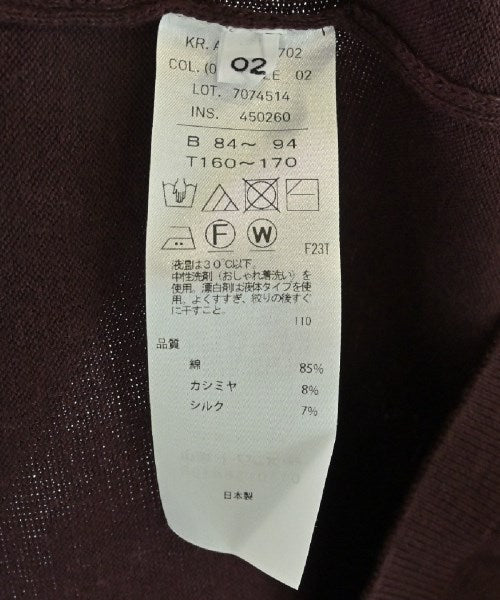 KR. A 702
02
COL. (0 E 02
LOT. 7074514
INS. 450260
B 84～ 94
T160～170
F W
F23T
液温は30℃以下、
中性洗剤（おしゃれ着洗い）を
使用。漂白剤は液体タイプを使
用。よくすすぎ、絞りの後すぐ
に干すこと。
110
品質
綿 85%
カシミヤ 8%
シルク 7%
日本製